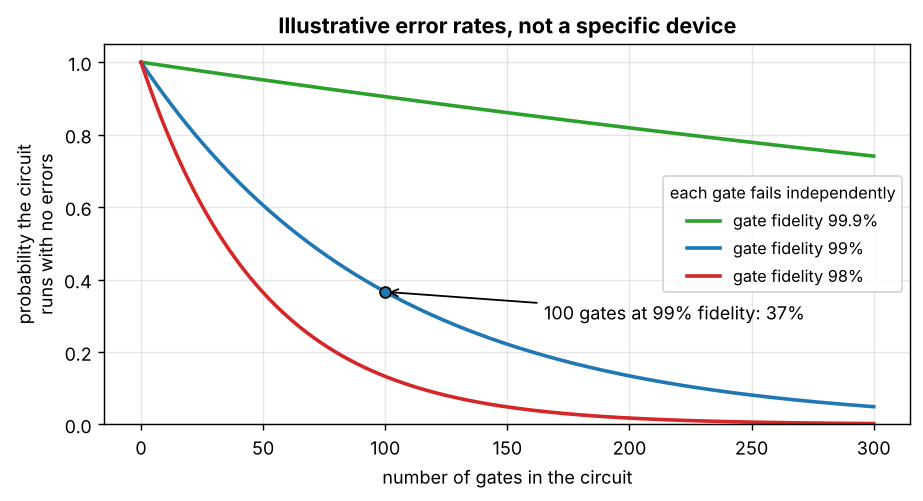 Illustrative error rates, not a specific device
probability the circuit
runs with no errors
1.0
0.8
0.6
0.4
0.2
0.0
each gate fails independently
gate fidelity 99.9%
gate fidelity 99%
gate fidelity 98%
100 gates at 99% fidelity: 37%
0 50 100 150 200 250 300
number of gates in the circuit